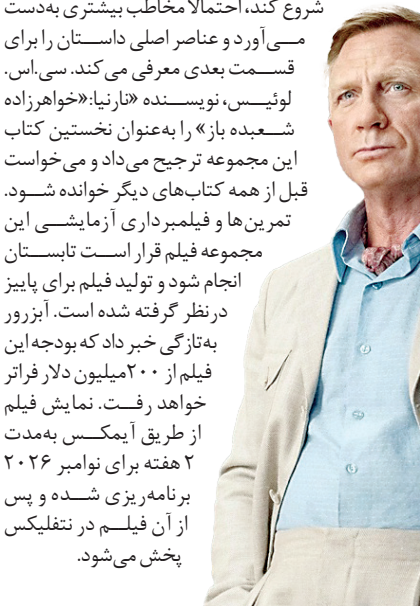 شروع کند، احتمالا مخاطب بیشتری به‌دست
می‌آورد و عناصر اصلی داستان را برای
قسمت بعدی معرفی می‌کند. سی.اس.
لوئیس، نویسنده «نارنیا:«خواهرزاده
شعبده باز» را به‌عنوان نخستین کتاب
این مجموعه ترجیح می‌داد و می‌خواست
قبل از همه کتاب‌های دیگر خوانده شود.
تمرین‌ها و فیلمبرداری آزمایشی این
مجموعه فیلم قرار است تابستان
انجام شود و تولید فیلم برای پاییز
درنظر گرفته شده است. آبزرور
به‌تازگی خبر داد که بودجه این
فیلم از ۲۰۰میلیون دلار فراتر
خواهد رفت. نمایش فیلم
از طریق آیمکس به‌مدت
۲ هفته برای نوامبر ۲۰۲۶
برنامه‌ریزی شده و پس
از آن فیلم در نتفلیکس
پخش می‌شود.